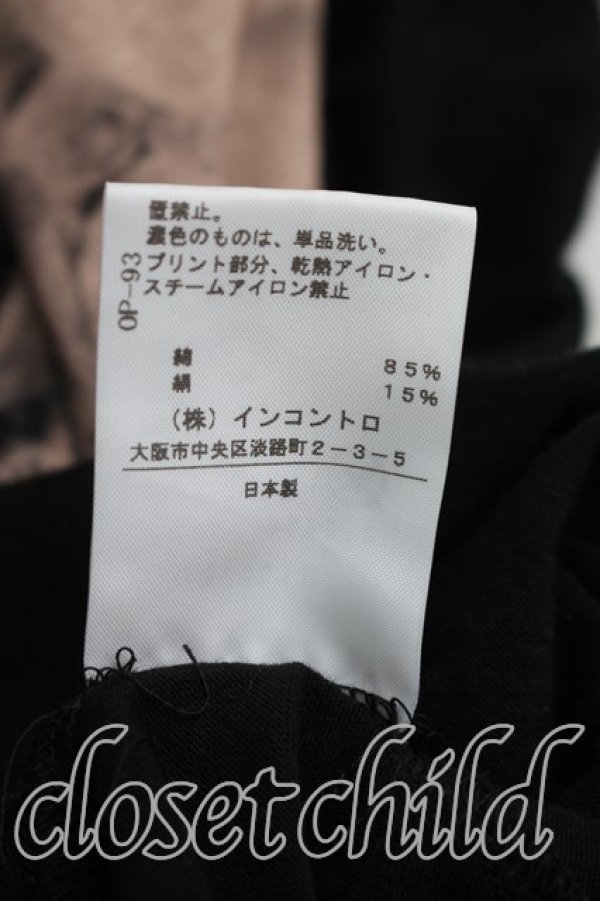 置禁止。
濃色のものは、単品洗い。
プリント部分、乾熱アイロン・
スチームアイロン禁止
OP-93
綿 85%
絹 15%
(株)インコントロ
大阪市中央区淡路町2-3-5
日本製
closet child